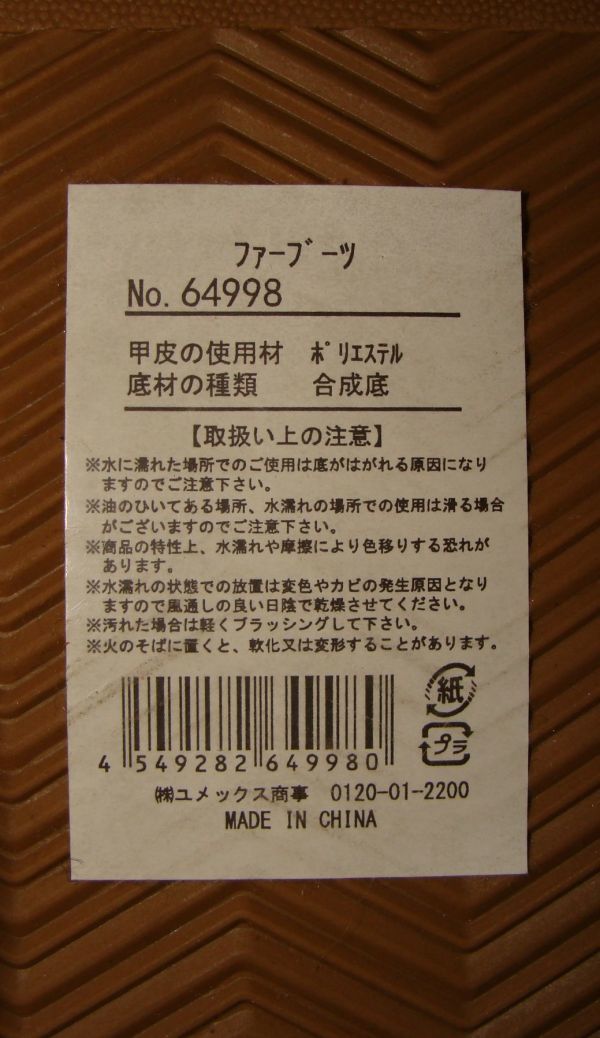 ﾌｧｰﾌﾞｰﾂ
No. 64998
甲皮の使用材　ﾎﾟﾘｴｽﾃﾙ
底材の種類　合成底
【取扱い上の注意】
※水に濡れた場所でのご使用は底がはがれる原因になり
ますのでご注意下さい。
※油のひいてある場所、水濡れの場所での使用は滑る場合
がございますのでご注意下さい。
※商品の特性上、水濡れや摩擦により色移りする恐れが
あります。
※水濡れの状態での放置は変色やカビの発生原因となり
ますので風通しの良い日陰で乾燥させてください。
※汚れた場合は軽くブラッシングして下さい。
※火のそばに置くと、軟化又は変形することがあります。
紙
プラ
4 549282 649980
㈱ユメックス商事　0120-01-2200
MADE IN CHINA